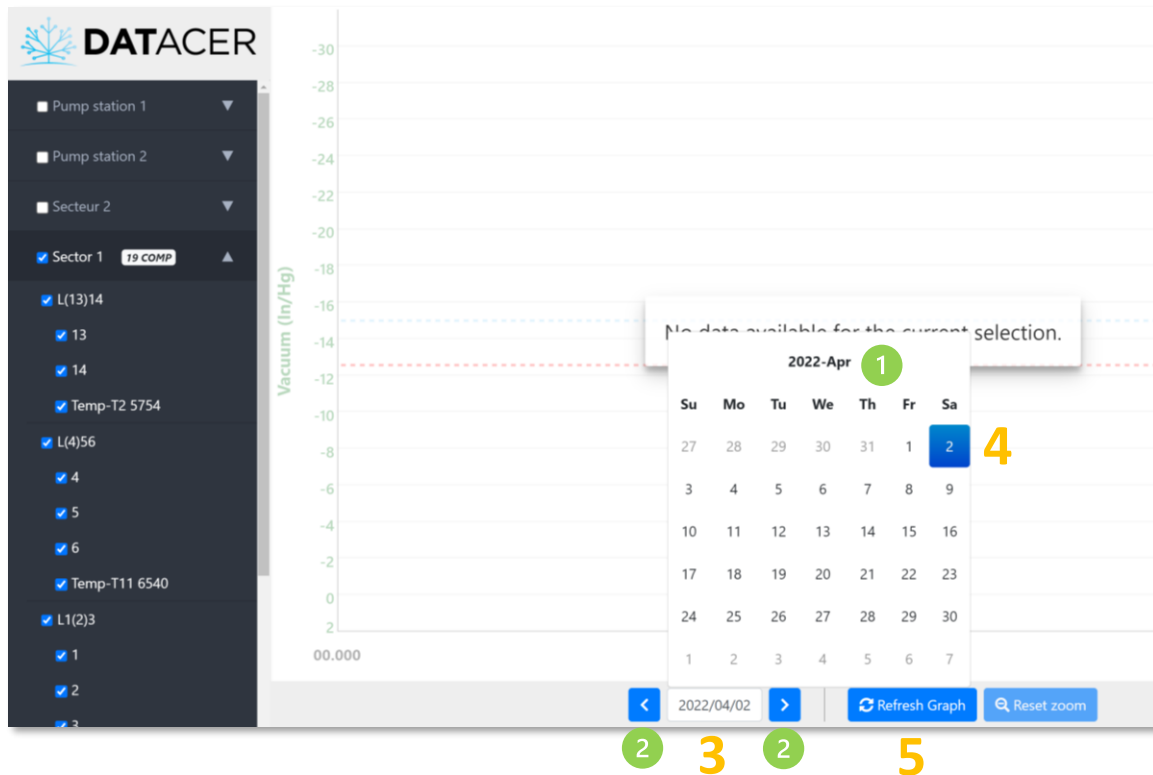 DATACER
Pump station 1
Pump station 2
Secteur 2
Sector 1 19 COMP
L(13)14
13
14
Temp-T2 5754
L(4)56
4
5
6
Temp-T11 6540
L1(2)3
1
2
3
Vacuum (In/Hg)
-30
-28
-26
-24
-22
-20
-18
-16
-14
-12
-10
-8
-6
-4
-2
0
2
00.000
No data available for the current selection.
2022-Apr 1
Su Mo Tu We Th Fr Sa
27 28 29 30 31 1 2 4
3 4 5 6 7 8 9
10 11 12 13 14 15 16
17 18 19 20 21 22 23
24 25 26 27 28 29 30
1 2 3 4 5 6 7
2022/04/02 Refresh Graph Reset zoom
2 3 2 5